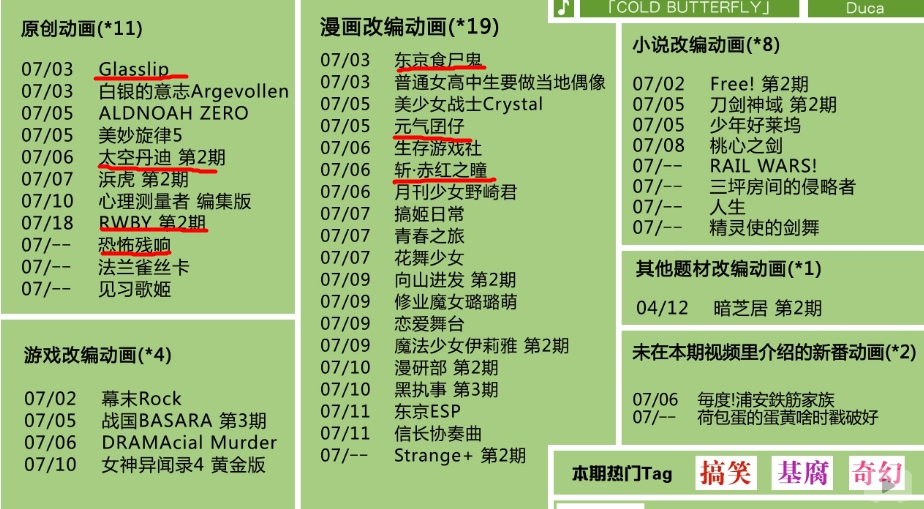 原创动画(*11)
07/03 Glasslip
07/03 白银的意志Argevollen
07/05 ALDNOAH ZERO
07/05 美妙旋律5
07/06 太空丹迪 第2期
07/07 浜虎 第2期
07/10 心理测量者 编集版
07/18 RWBY 第2期
07/-- 恐怖残响
07/-- 法兰雀丝卡
07/-- 见习歌姬
游戏改编动画(*4)
07/02 幕末Rock
07/05 战国BASARA 第3期
07/06 DRAMAcial Murder
07/10 女神异闻录4 黄金版
漫画改编动画(*19)
07/03 东京食尸鬼
07/03 普通女高中生要做当地偶像
07/05 美少女战士Crystal
07/05 元气囝仔
07/06 生存游戏社
07/06 斩·赤红之瞳
07/06 月刊少女野崎君
07/07 搞姬日常
07/07 青春之旅
07/07 花舞少女
07/09 向山进发 第2期
07/09 修业魔女璐璐萌
07/09 恋爱舞台
07/09 魔法少女伊莉雅 第2期
07/10 漫研部 第2期
07/10 黑执事 第3期
07/11 东京ESP
07/11 信长协奏曲
07/-- Strange+ 第2期
♪ 「COLD BUTTERFLY」 Duca
小说改编动画(*8)
07/02 Free! 第2期
07/05 刀剑神域 第2期
07/05 少年好莱坞
07/08 桃心之剑
07/-- RAIL WARS!
07/-- 三坪房间的侵略者
07/-- 人生
07/-- 精灵使的剑舞
其他题材改编动画(*1)
04/12 暗芝居 第2期
未在本期视频里介绍的新番动画(*2)
07/06 每度!浦安鉄筋家族
07/-- 荷包蛋的蛋黄啥时戳破好
本期热门Tag 搞笑 基腐 奇幻